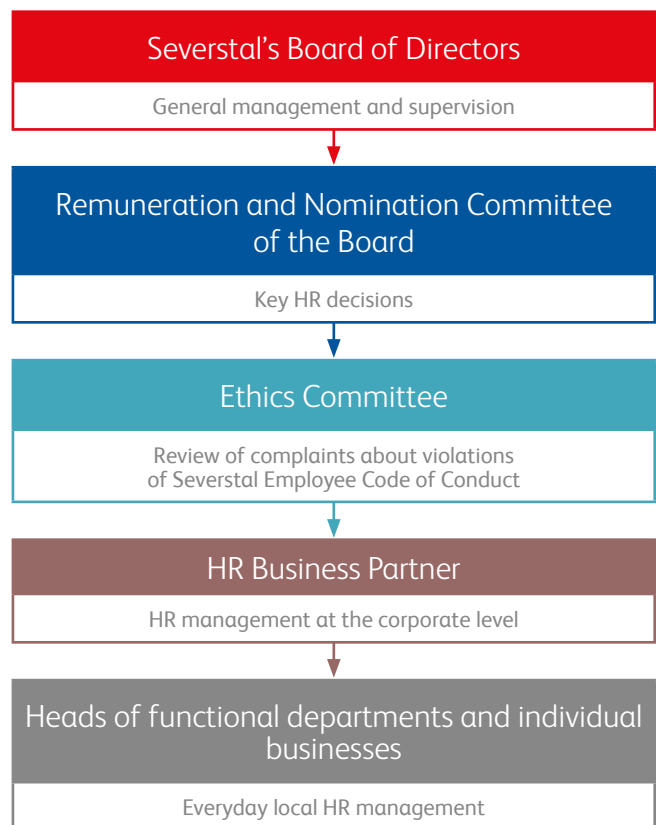 Severstal’s Board of Directors
General management and supervision
Remuneration and Nomination Committee
of the Board
Key HR decisions
Ethics Committee
Review of complaints about violations
of Severstal Employee Code of Conduct
HR Business Partner
HR management at the corporate level
Heads of functional departments and individual
businesses
Everyday local HR management